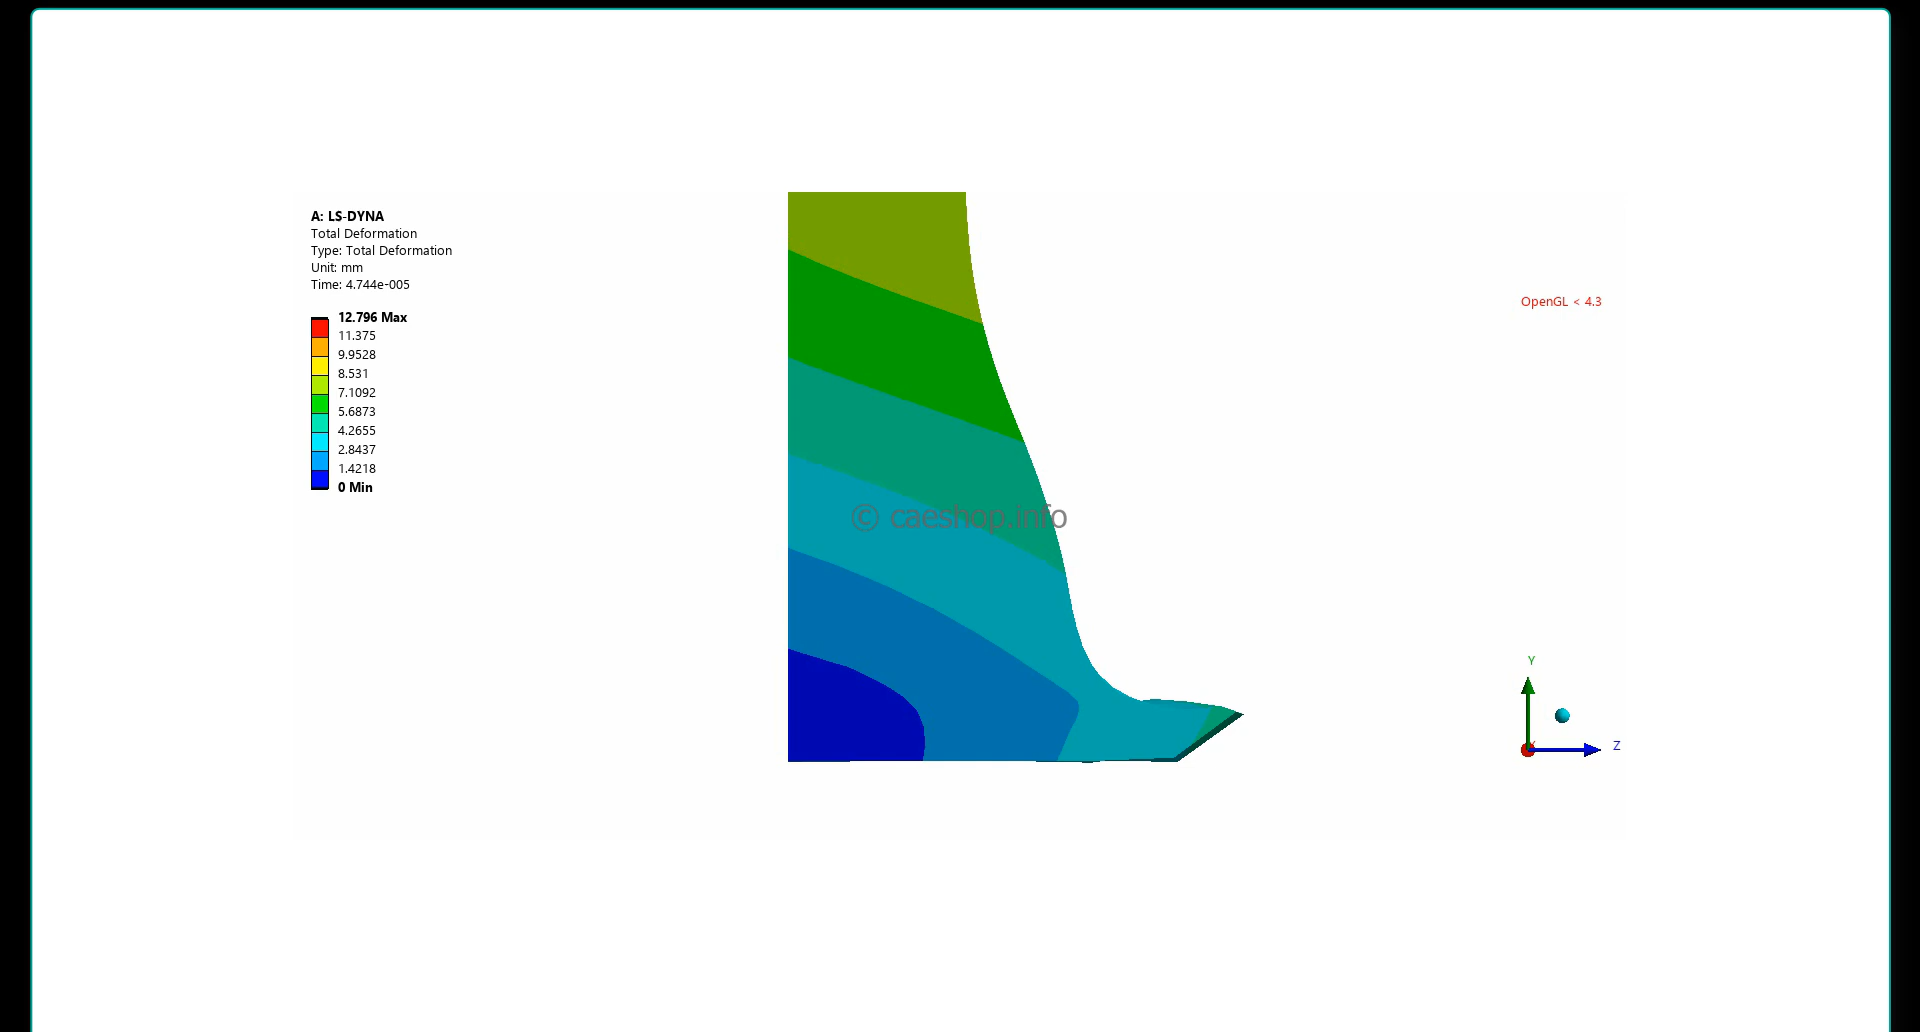 A: LS-DYNA
Total Deformation
Type: Total Deformation
Unit: mm
Time: 4.744e-005
OpenGL < 4.3
12.796 Max
11.375
9.9528
8.531
7.1092
5.6873
4.2655
2.8437
1.4218
0 Min
© caeshop.info
Y
X
Z